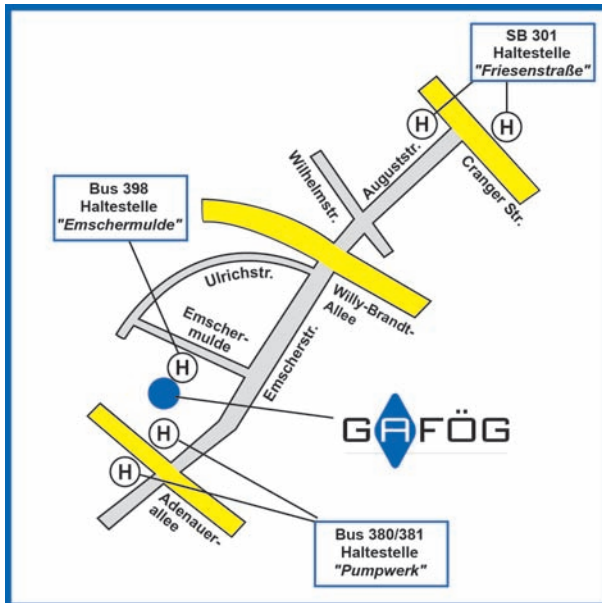 SB 301
Haltestelle
"Friesenstraße"
H
H
Auguststr.
Cranger Str.
Wilhelmstr.
Bus 398
Haltestelle
"Emschermulde"
Ulrichstr.
Willy-Brandt-
Allee
Emscher-
mulde
Emscherstr.
H
GAFÖG
H
H
Adenauer-
allee
Bus 380/381
Haltestelle
"Pumpwerk"